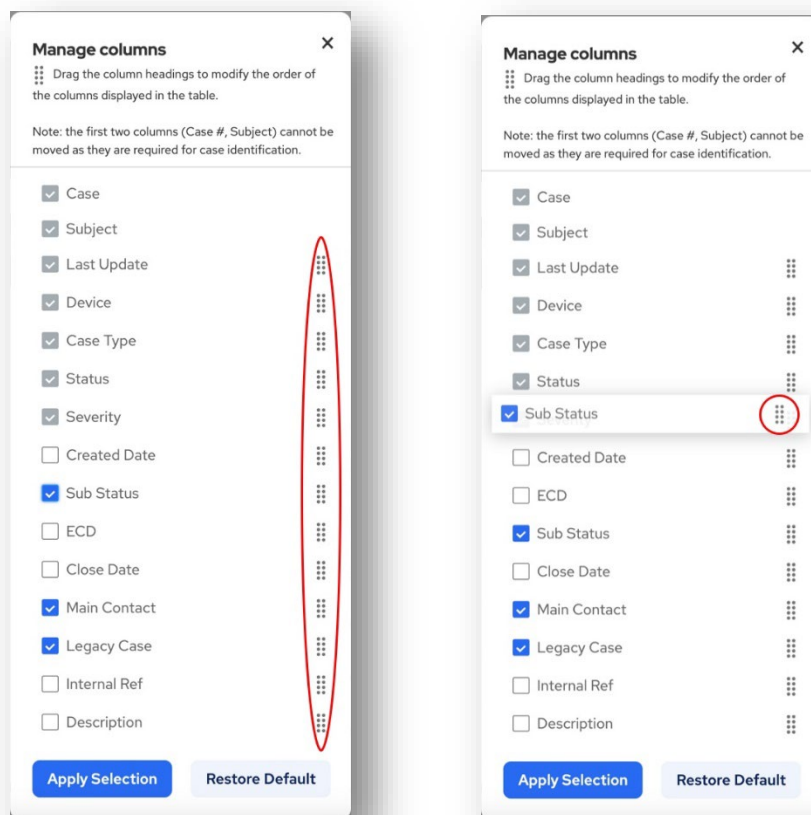 Manage columns
Drag the column headings to modify the order of
the columns displayed in the table.
Note: the first two columns (Case #, Subject) cannot be
moved as they are required for case identification.
Case
Subject
Last Update
Device
Case Type
Status
Severity
Created Date
Sub Status
ECD
Close Date
Main Contact
Legacy Case
Internal Ref
Description
Apply Selection Restore Default
Manage columns
Drag the column headings to modify the order of
the columns displayed in the table.
Note: the first two columns (Case #, Subject) cannot be
moved as they are required for case identification.
Case
Subject
Last Update
Device
Case Type
Status
Sub Status
Created Date
ECD
Sub Status
Close Date
Main Contact
Legacy Case
Internal Ref
Description
Apply Selection Restore Default